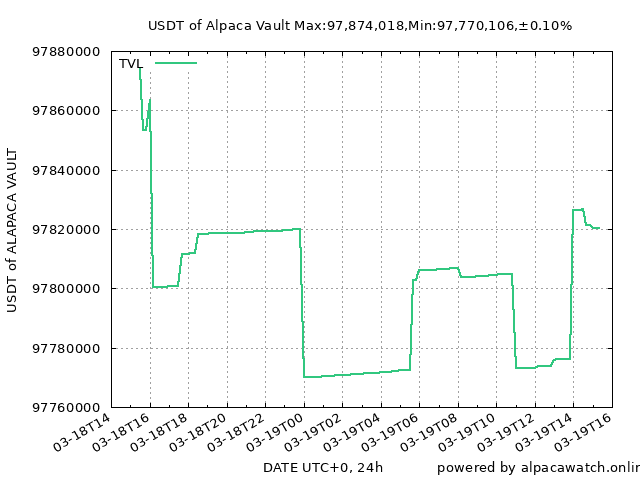 USDT of Alpaca Vault Max:97,874,018,Min:97,770,106,±0.10%
TVL
97880000
97860000
97840000
97820000
97800000
97780000
97760000
USDT of ALAPACA VAULT
03-18T14
03-18T16
03-18T18
03-18T20
03-18T22
03-19T00
03-19T02
03-19T04
03-19T06
03-19T08
03-19T10
03-19T12
03-19T14
03-19T16
DATE UTC+0, 24h
powered by alpacawatch.onlin